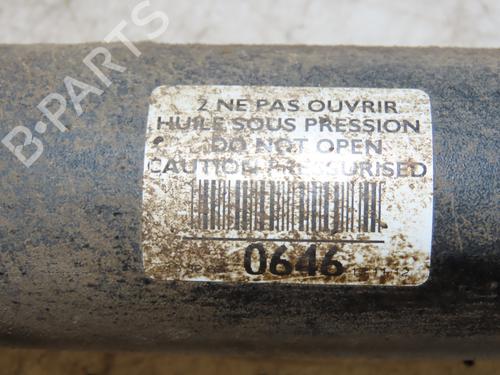 2 NE PAS OUVRIR
HUILE SOUS PRESSION
DO NOT OPEN
CAUTION PRESSURISED
0646
B-PARTS